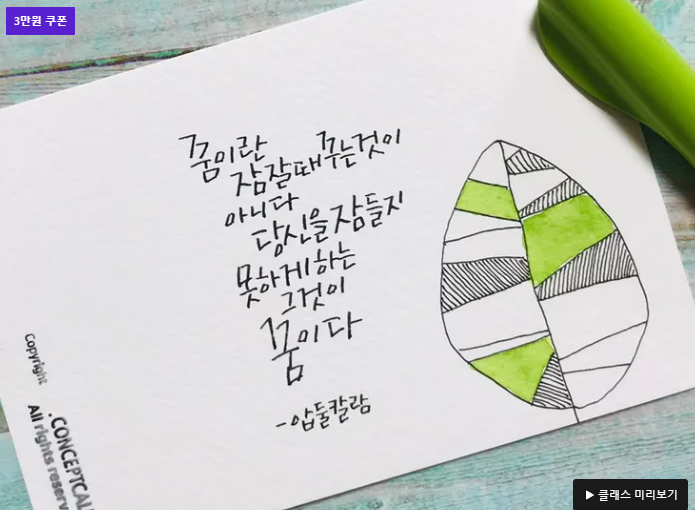 3만원 쿠폰
꿈이란
잠잘때 꾸는것이
아니다
당신을 잠들지
못하게 하는
그것이
꿈이다
-압둘칼람
Copyright
.CONCEPTCAL
All rights reserve
▶ 클래스 미리보기